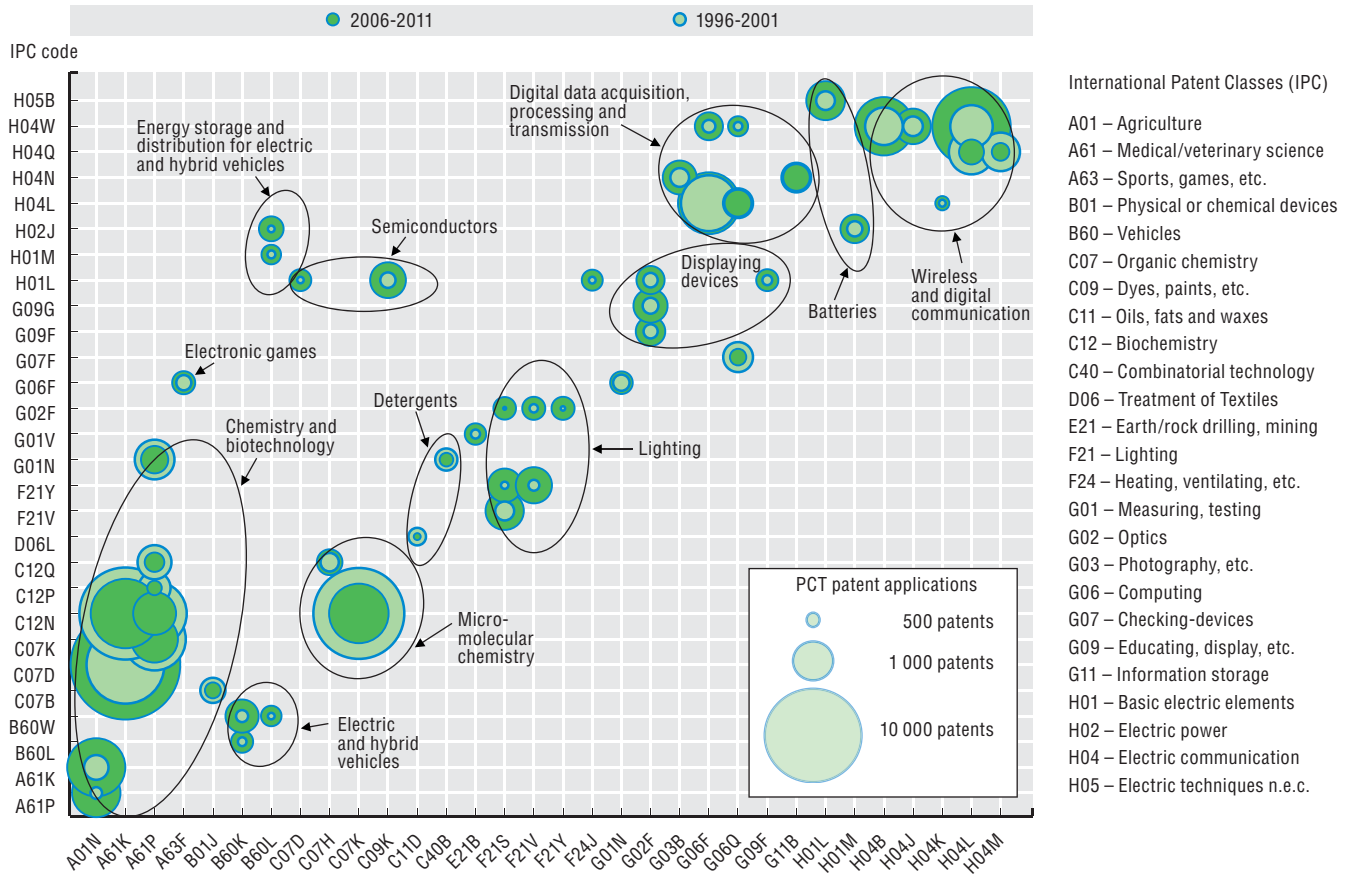 2006-2011
1996-2001
IPC code
H05B
H04W
H04Q
H04N
H04L
H02J
H01M
H01L
G09G
G09F
G07F
G06F
G02F
G01V
G01N
F21Y
F21V
D06L
C12Q
C12P
C12N
C07K
C07D
C07B
B60W
B60L
A61K
A61P
Energy storage and
distribution for electric
and hybrid vehicles
Semiconductors
Electronic games
Chemistry and
biotechnology
Detergents
Digital data acquisition,
processing and
transmission
Displaying
devices
Batteries
Wireless
and digital
communication
Lighting
Micro-
molecular
chemistry
Electric
and hybrid
vehicles
PCT patent applications
500 patents
1 000 patents
10 000 patents
A01N
A61K
A61P
A63F
B01J
B60K
B60L
C07D
C07H
C07K
C09K
C11D
C40B
E21B
F21S
F21V
F21Y
F24J
G01N
G02F
G03B
G06F
G06Q
G09F
G11B
H01L
H01M
H04B
H04J
H04K
H04L
H04M
International Patent Classes (IPC)
A01 – Agriculture
A61 – Medical/veterinary science
A63 – Sports, games, etc.
B01 – Physical or chemical devices
B60 – Vehicles
C07 – Organic chemistry
C09 – Dyes, paints, etc.
C11 – Oils, fats and waxes
C12 – Biochemistry
C40 – Combinatorial technology
D06 – Treatment of Textiles
E21 – Earth/rock drilling, mining
F21 – Lighting
F24 – Heating, ventilating, etc.
G01 – Measuring, testing
G02 – Optics
G03 – Photography, etc.
G06 – Computing
G07 – Checking-devices
G09 – Educating, display, etc.
G11 – Information storage
H01 – Basic electric elements
H02 – Electric power
H04 – Electric communication
H05 – Electric techniques n.e.c.